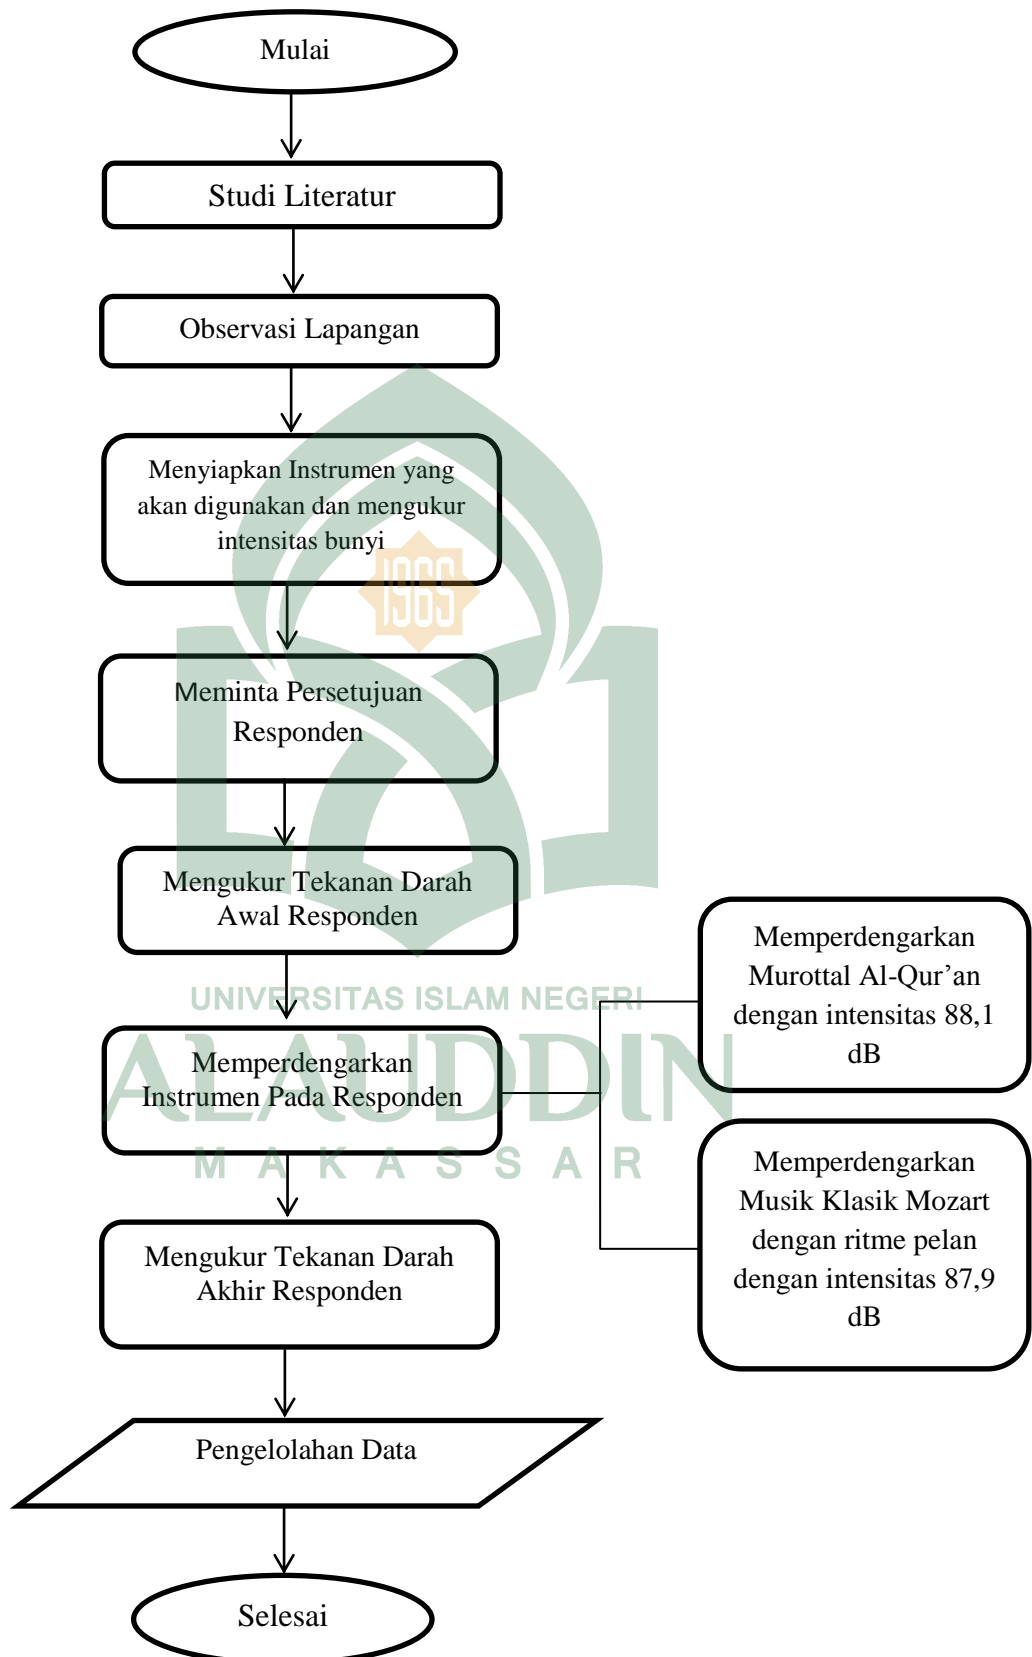 Mulai
Studi Literatur
Observasi Lapangan
Menyiapkan Instrumen yang
akan digunakan dan mengukur
intensitas bunyi
1965
Meminta Persetujuan
Responden
Mengukur Tekanan Darah
Awal Responden
UNIVERSITAS ISLAM NEGERI
ALAUDDIN
MAKASSAR
Memperdengarkan
Instrumen Pada Responden
Memperdengarkan
Murottal Al-Qur’an
dengan intensitas 88,1
dB
Memperdengarkan
Musik Klasik Mozart
dengan ritme pelan
dengan intensitas 87,9
dB
Mengukur Tekanan Darah
Akhir Responden
Pengelolahan Data
Selesai